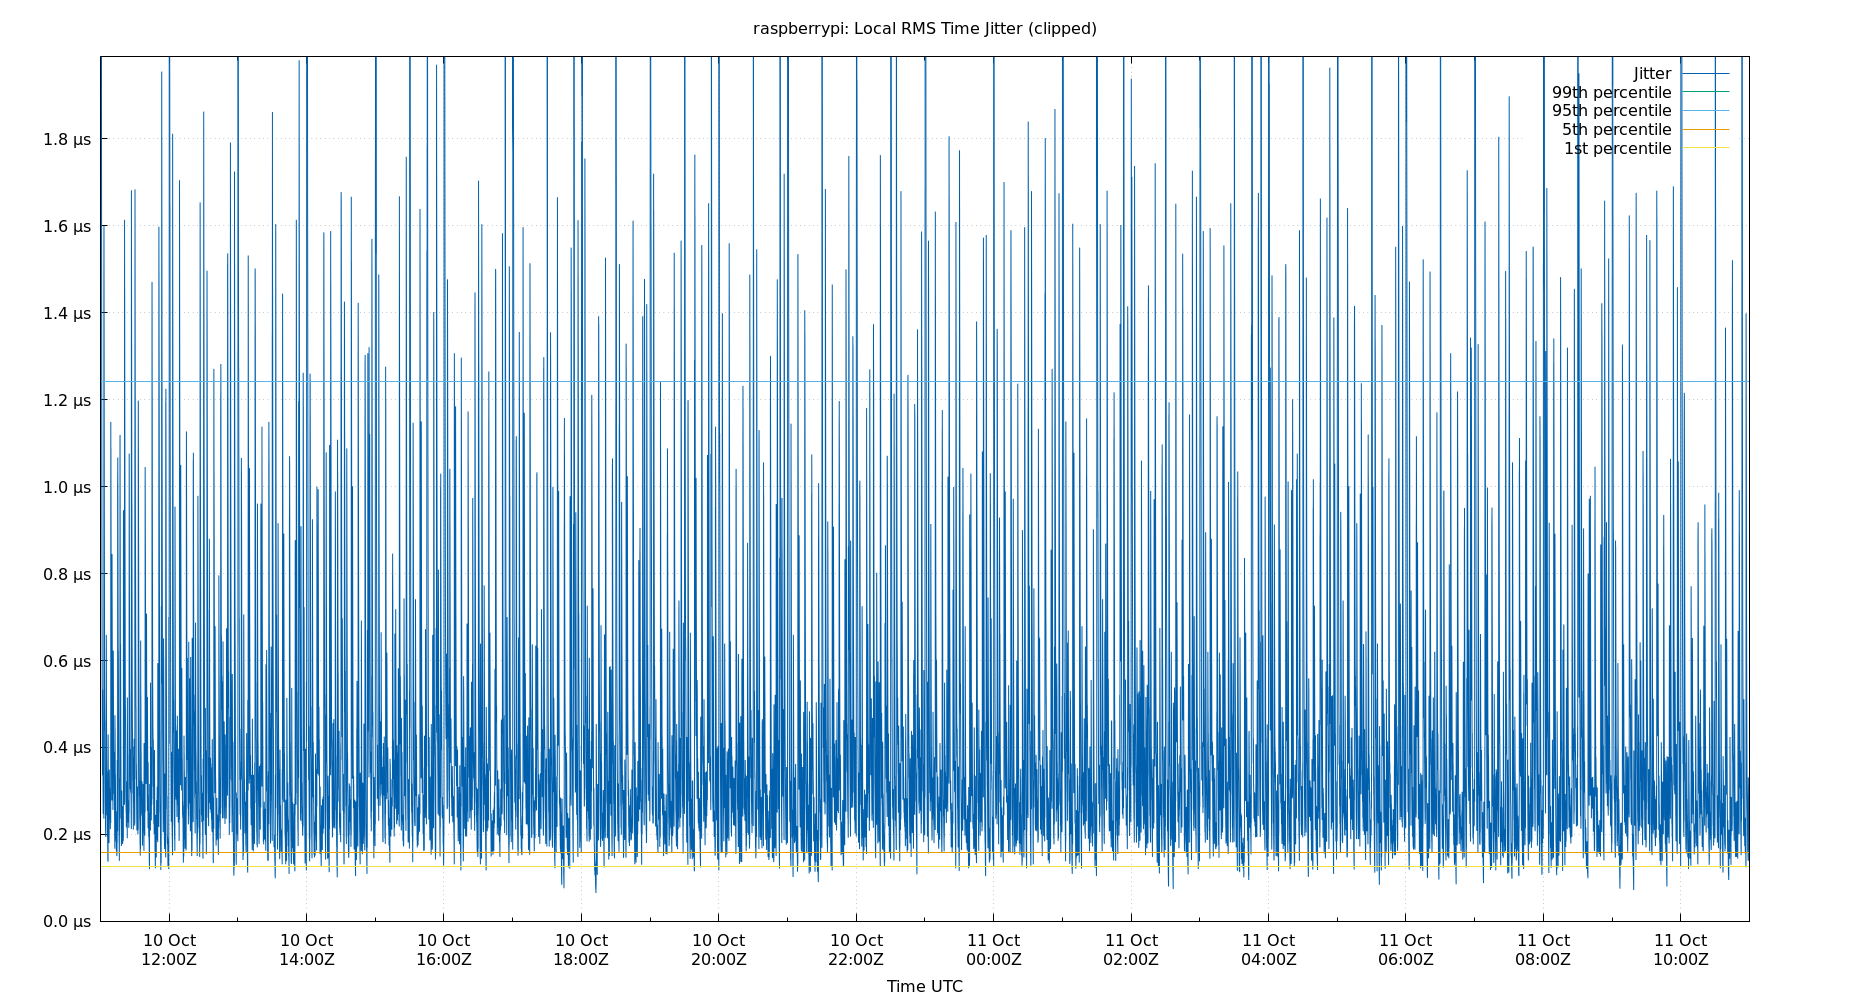 raspberrypi: Local RMS Time Jitter (clipped)
Jitter
99th percentile
95th percentile
5th percentile
1st percentile
1.8 µs
1.6 µs
1.4 µs
1.2 µs
1.0 µs
0.8 µs
0.6 µs
0.4 µs
0.2 µs
0.0 µs
10 Oct 10 Oct 10 Oct 10 Oct 10 Oct 10 Oct 11 Oct 11 Oct 11 Oct 11 Oct 11 Oct 11 Oct
12:00Z 14:00Z 16:00Z 18:00Z 20:00Z 22:00Z 00:00Z 02:00Z 04:00Z 06:00Z 08:00Z 10:00Z
Time UTC